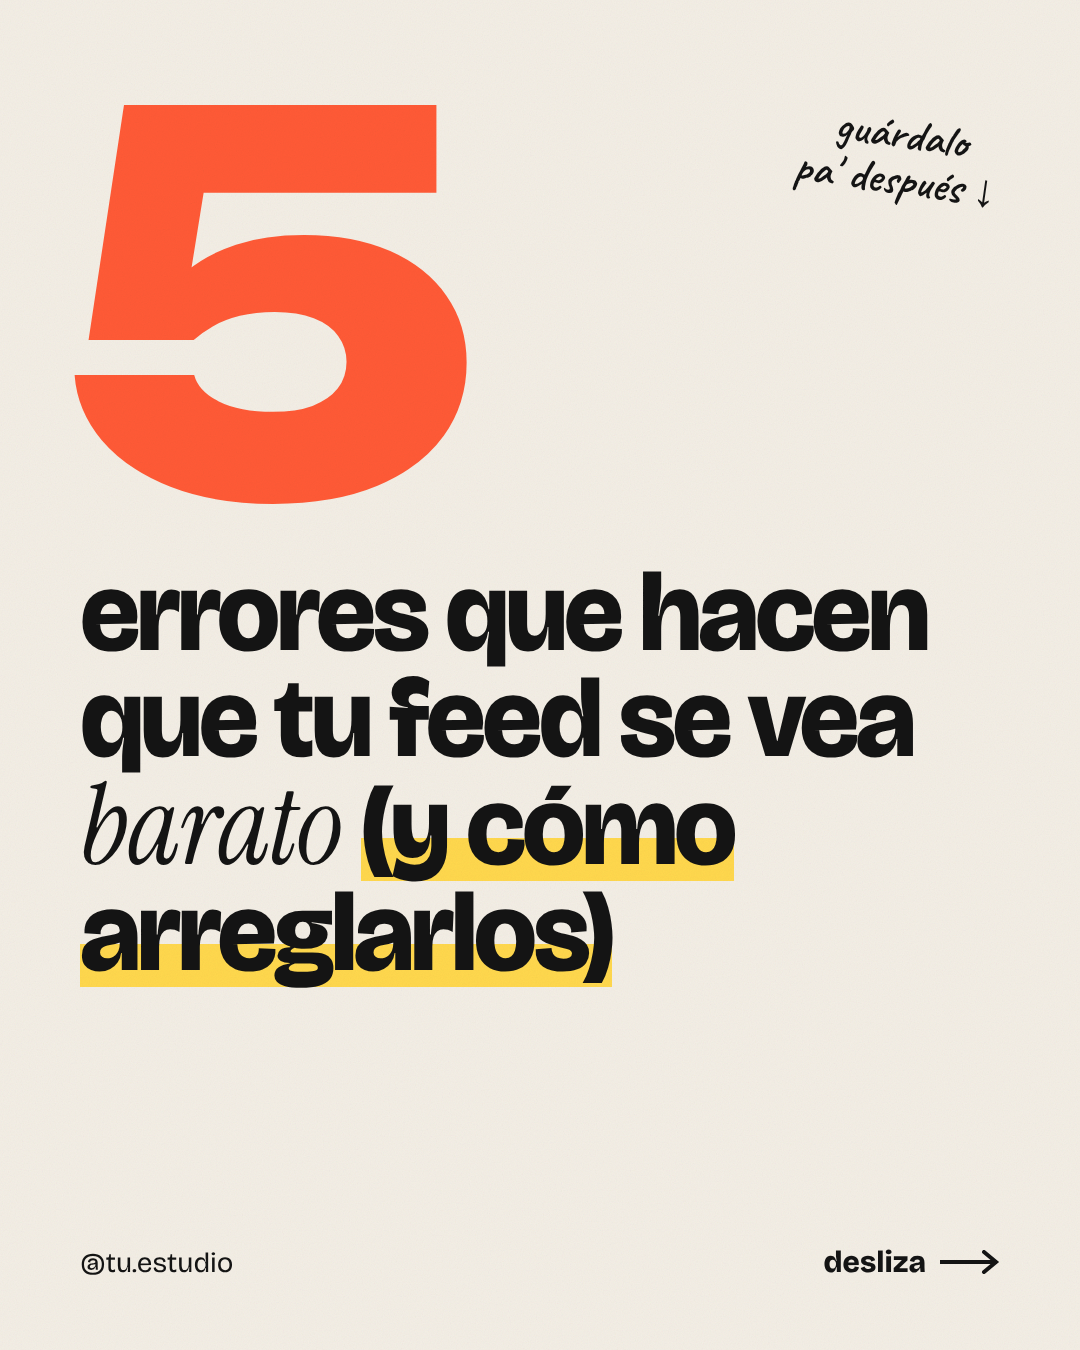 5
guárdalo
pa' después ↓
errores que hacen
que tu feed se vea
barato (y cómo
arreglarlos)
@tu.estudio
desliza →